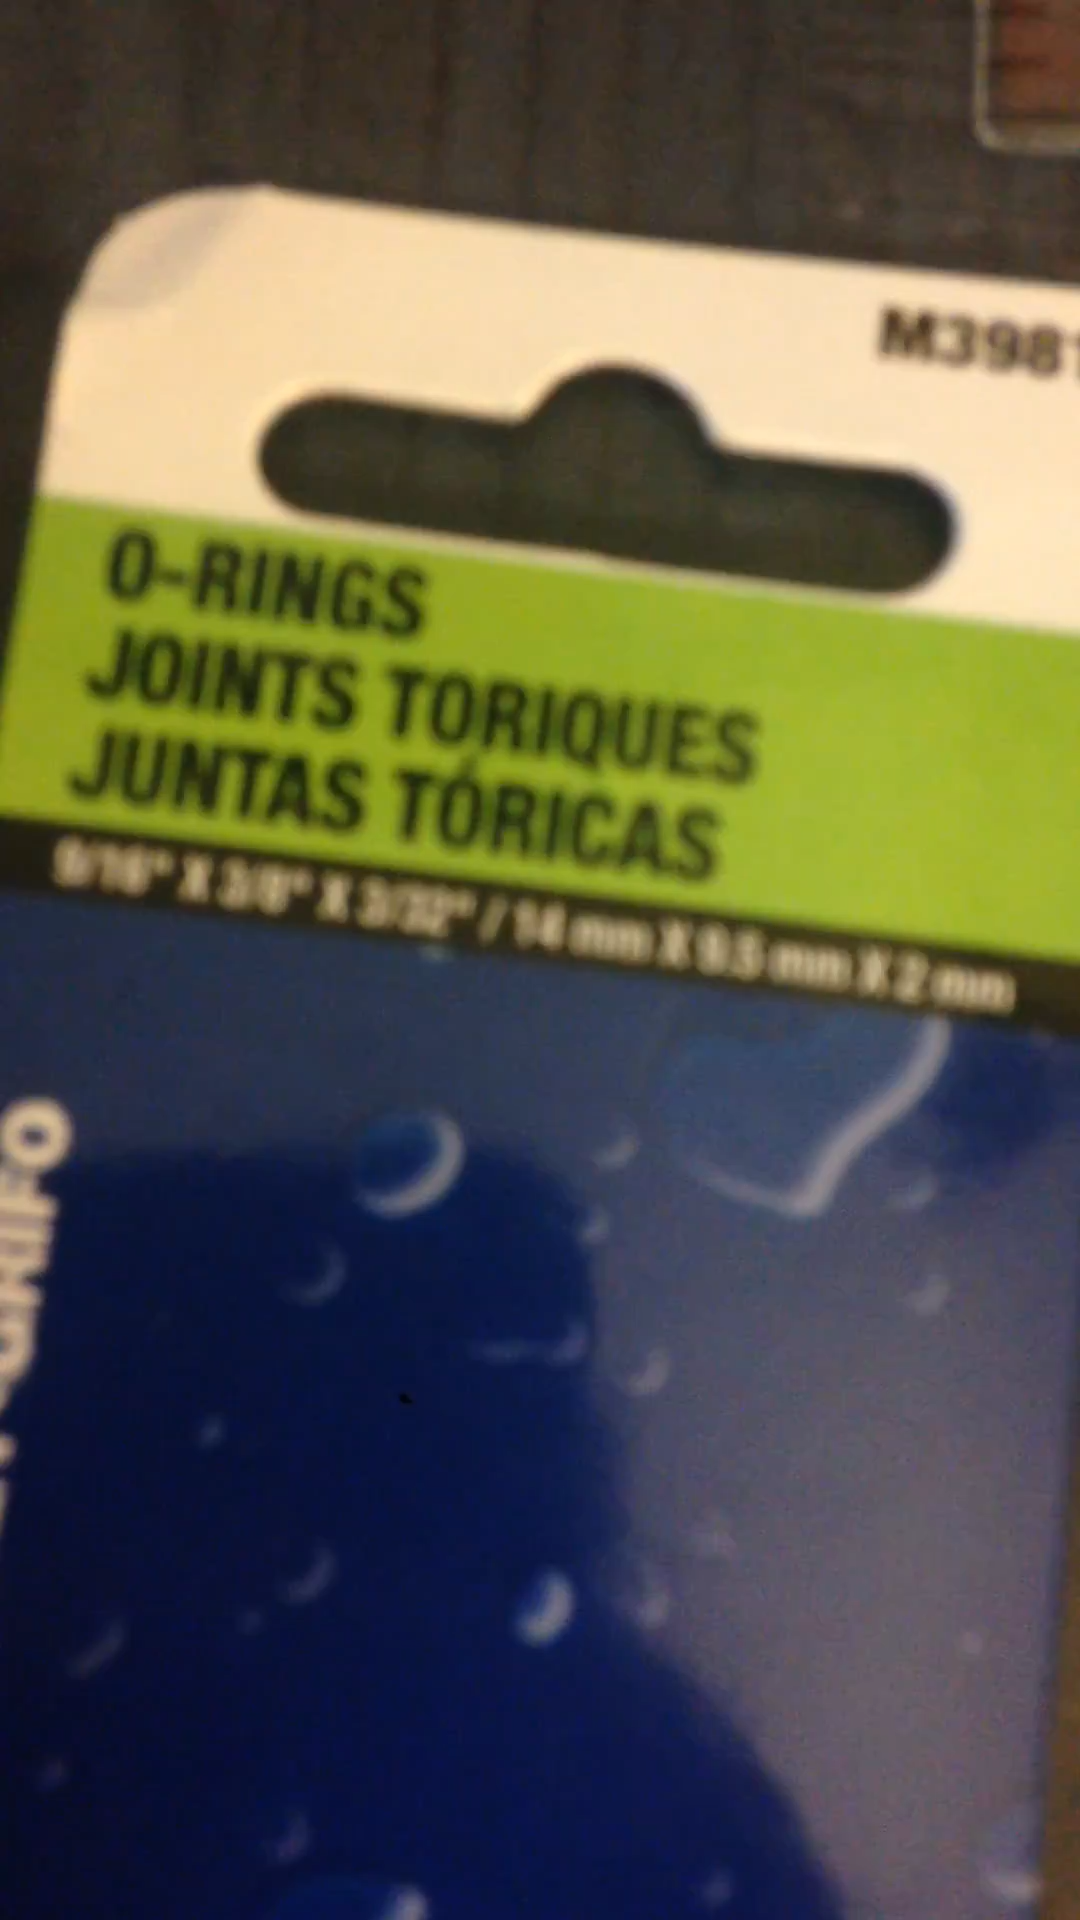 M3981
O-RINGS
JOINTS TORIQUES
JUNTAS TÓRICAS
9/16" X 3/8" X 3/32" / 14 mm X 9.5 mm X 2 mm